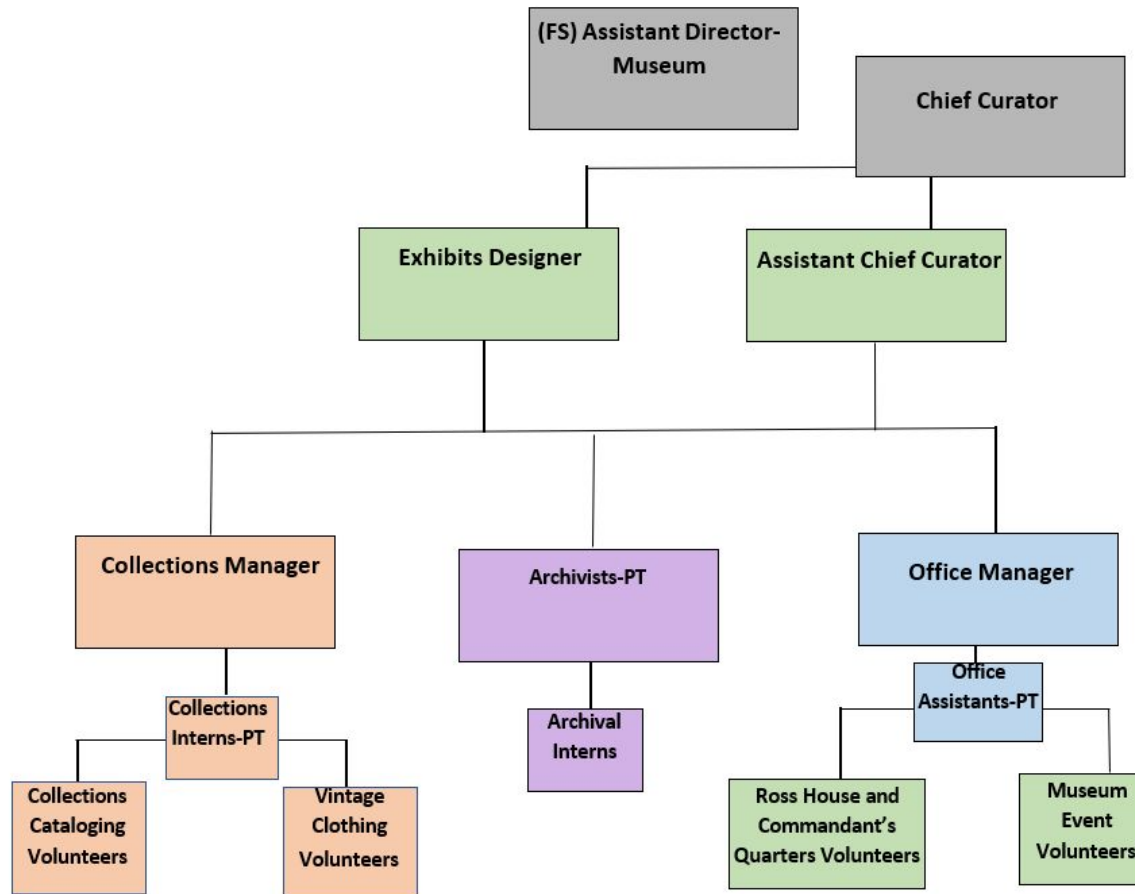 (FS) Assistant Director-
Museum
Chief Curator
Exhibits Designer
Assistant Chief Curator
Collections Manager
Archivists-PT
Office Manager
Collections
Interns-PT
Archival
Interns
Office
Assistants-PT
Collections
Cataloging
Volunteers
Vintage
Clothing
Volunteers
Ross House and
Commandant’s
Quarters Volunteers
Museum
Event
Volunteers